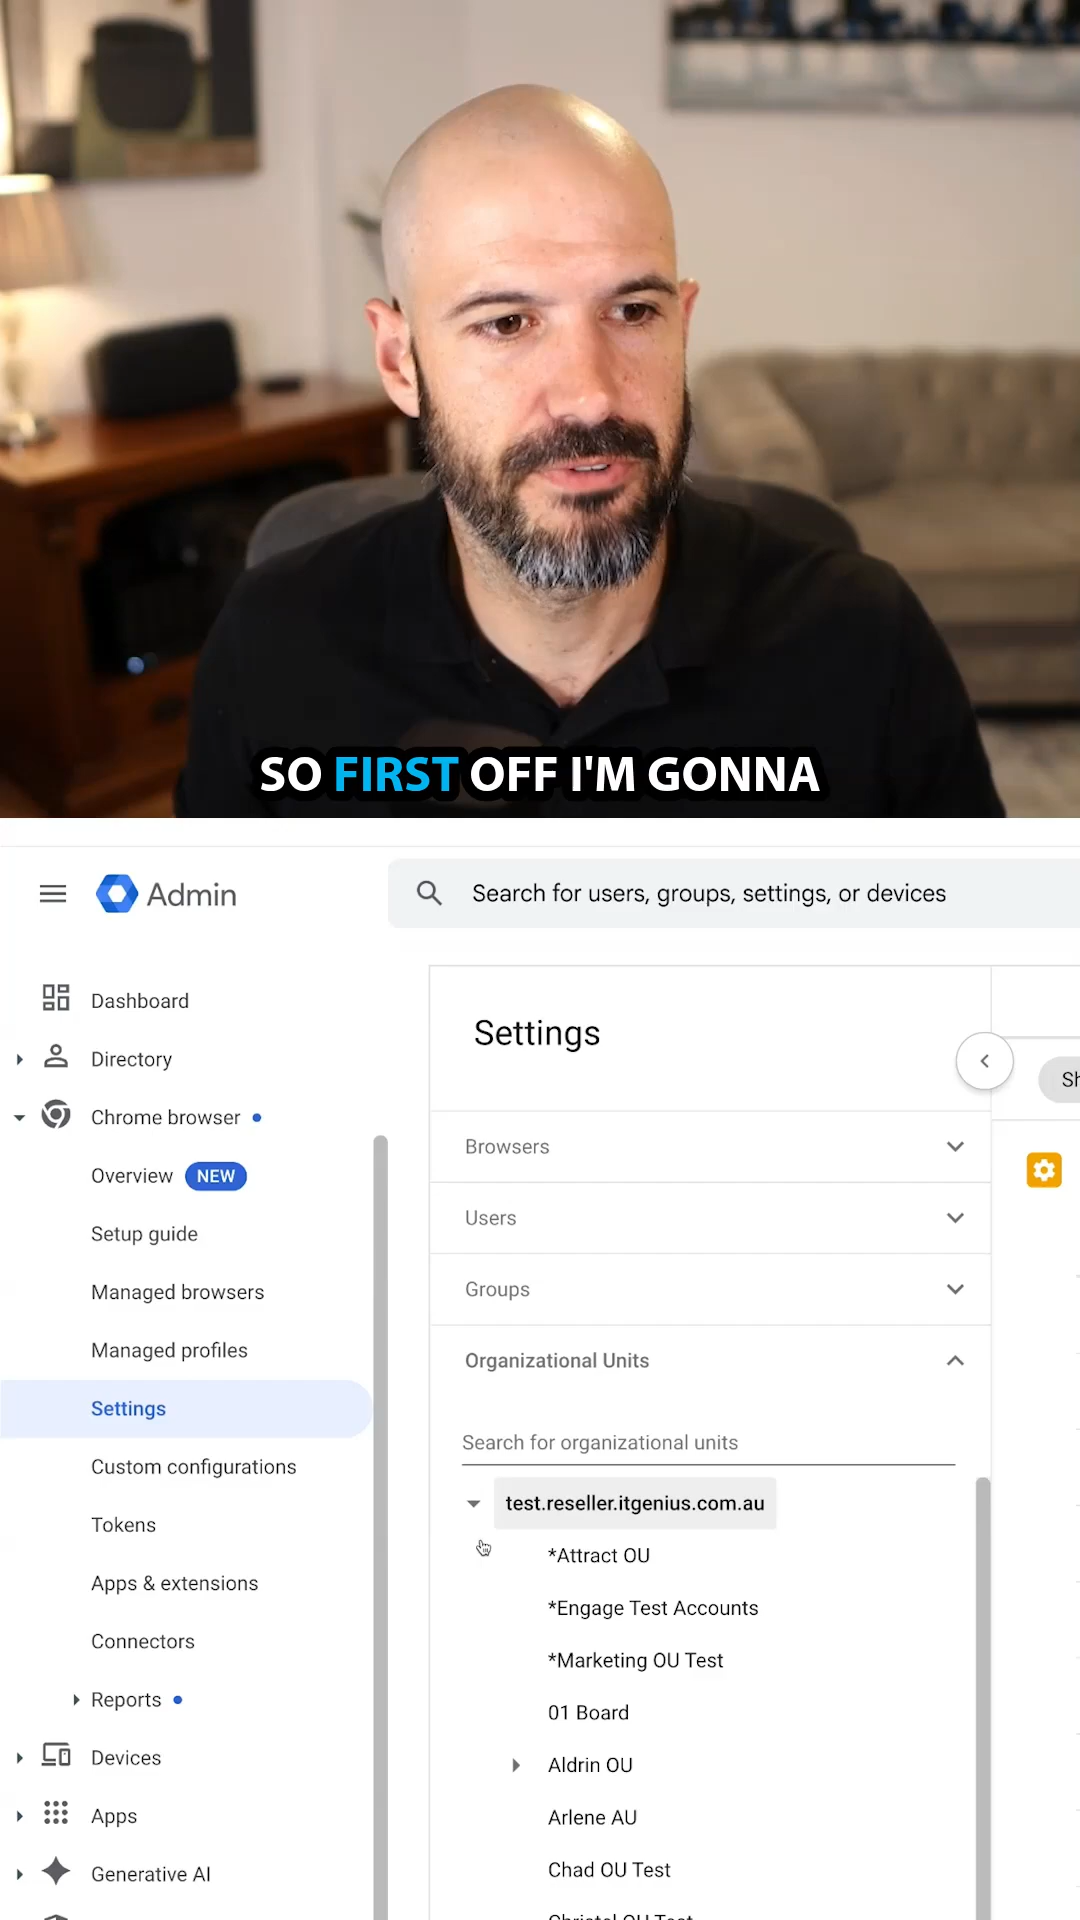 SO FIRST OFF I'M GONNA
Admin
Search for users, groups, settings, or devices
Dashboard
Directory
Chrome browser
Overview NEW
Setup guide
Managed browsers
Managed profiles
Settings
Custom configurations
Tokens
Apps & extensions
Connectors
Reports
Devices
Apps
Generative AI
Settings
Browsers
Users
Groups
Organizational Units
Search for organizational units
test.reseller.itgenius.com.au
*Attract OU
*Engage Test Accounts
*Marketing OU Test
01 Board
Aldrin OU
Arlene AU
Chad OU Test